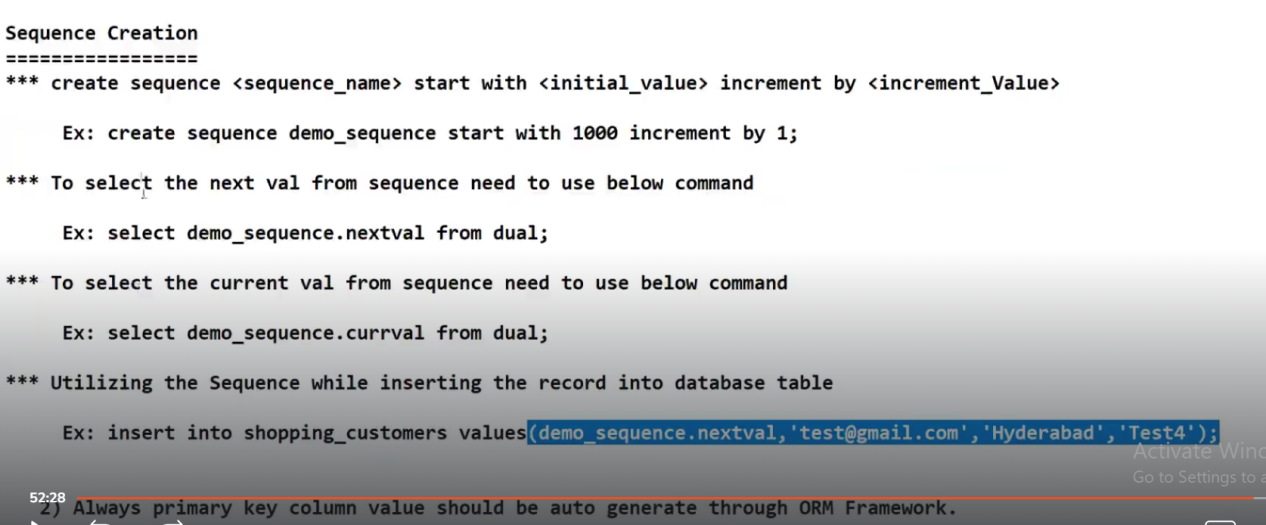 Sequence Creation
=================
*** create sequence <sequence_name> start with <initial_value> increment by <increment_Value>
Ex: create sequence demo_sequence start with 1000 increment by 1;
*** To select the next val from sequence need to use below command
Ex: select demo_sequence.nextval from dual;
*** To select the current val from sequence need to use below command
Ex: select demo_sequence.currval from dual;
*** Utilizing the Sequence while inserting the record into database table
Ex: insert into shopping_customers values(demo_sequence.nextval,'test@gmail.com','Hyderabad','Test4');
Activate
Go to Settings to
52:28
2) Always primary key column value should be auto generate through ORM Framework.